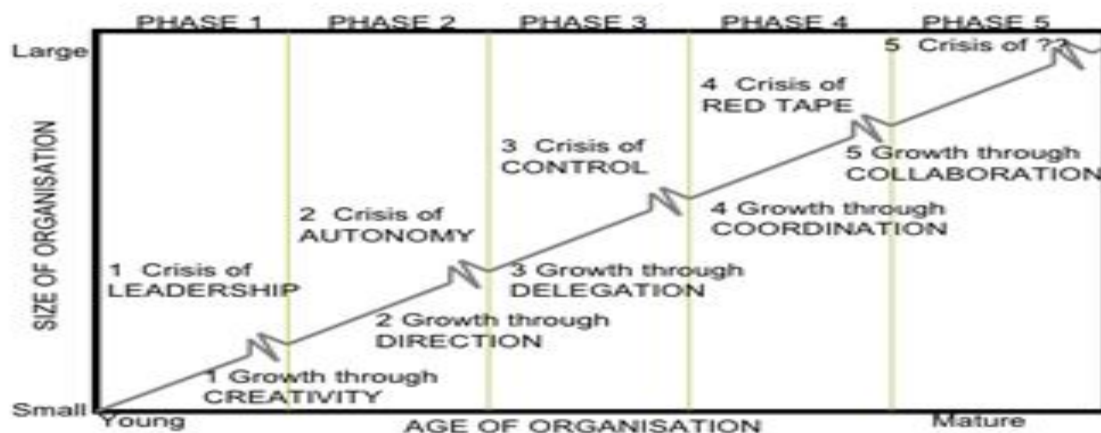 PHASE 1 PHASE 2 PHASE 3 PHASE 4 PHASE 5
Large
5 Crisis of ??
4 Crisis of
RED TAPE
3 Crisis of
CONTROL
5 Growth through
COLLABORATION
2 Crisis of
AUTONOMY
4 Growth through
COORDINATION
1 Crisis of
LEADERSHIP
3 Growth through
DELEGATION
2 Growth through
DIRECTION
1 Growth through
CREATIVITY
SIZE OF ORGANISATION
Small
Young
AGE OF ORGANISATION
Mature